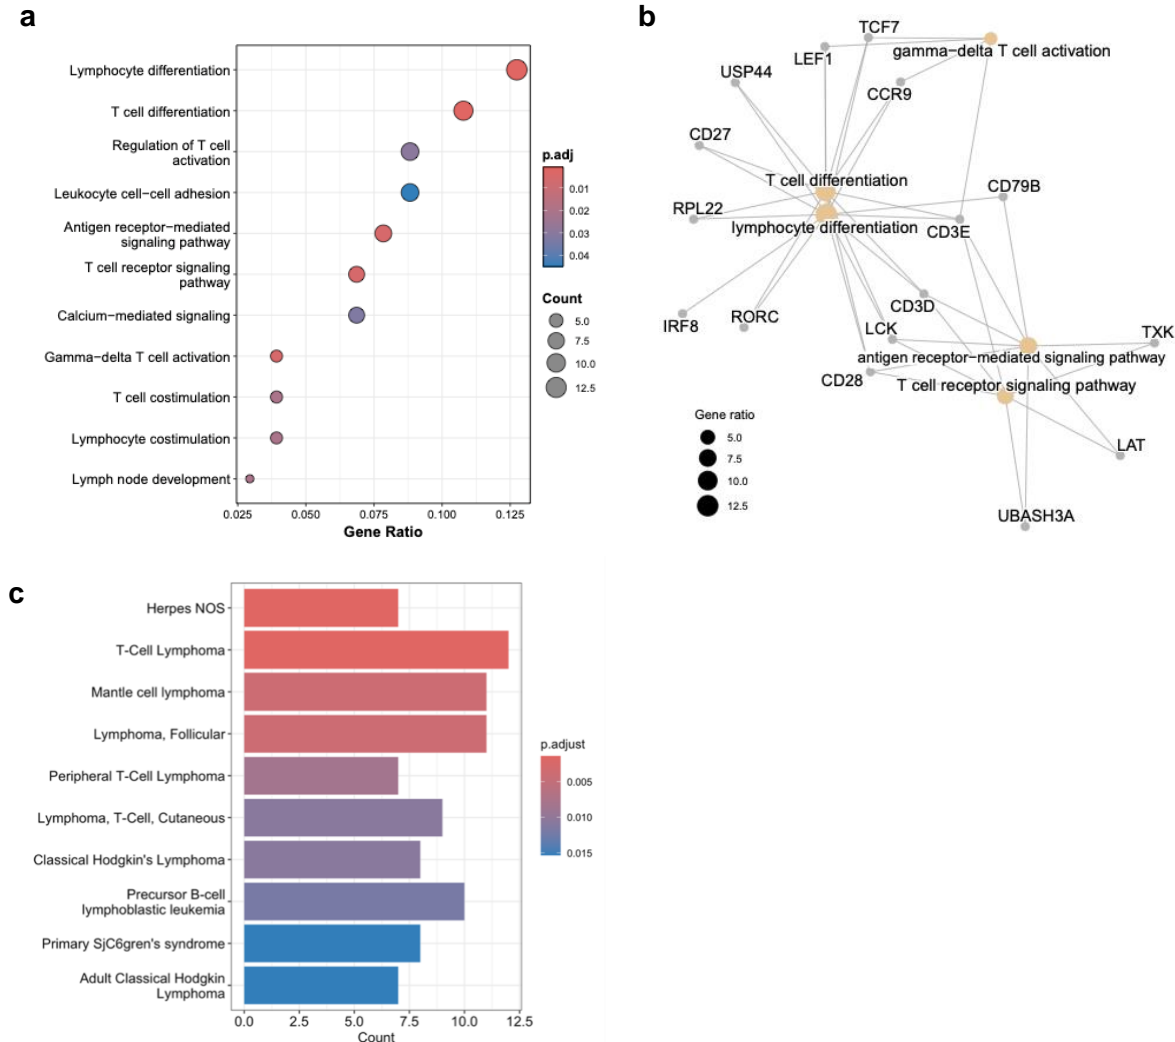 a
Lymphocyte differentiation
T cell differentiation
Regulation of T cell
activation
Leukocyte cell−cell adhesion
Antigen receptor−mediated
signaling pathway
T cell receptor signaling
pathway
Calcium−mediated signaling
Gamma−delta T cell activation
T cell costimulation
Lymphocyte costimulation
Lymph node development
0.025 0.050 0.075 0.100 0.125
Gene Ratio
p.adj
0.01
0.02
0.03
0.04
Count
5.0
7.5
10.0
12.5
b
TCF7
gamma−delta T cell activation
LEF1
USP44
CCR9
CD27
T cell differentiation
CD79B
RPL22
lymphocyte differentiation
CD3E
CD3D
IRF8
RORC
LCK
TXK
antigen receptor−mediated signaling pathway
CD28
T cell receptor signaling pathway
LAT
UBASH3A
Gene ratio
5.0
7.5
10.0
12.5
c
Herpes NOS
T-Cell Lymphoma
Mantle cell lymphoma
Lymphoma, Follicular
Peripheral T-Cell Lymphoma
Lymphoma, T-Cell, Cutaneous
Classical Hodgkin's Lymphoma
Precursor B-cell
lymphoblastic leukemia
Primary SjC6gren's syndrome
Adult Classical Hodgkin
Lymphoma
0.0 2.5 5.0 7.5 10.0 12.5
Count
p.adjust
0.005
0.010
0.015